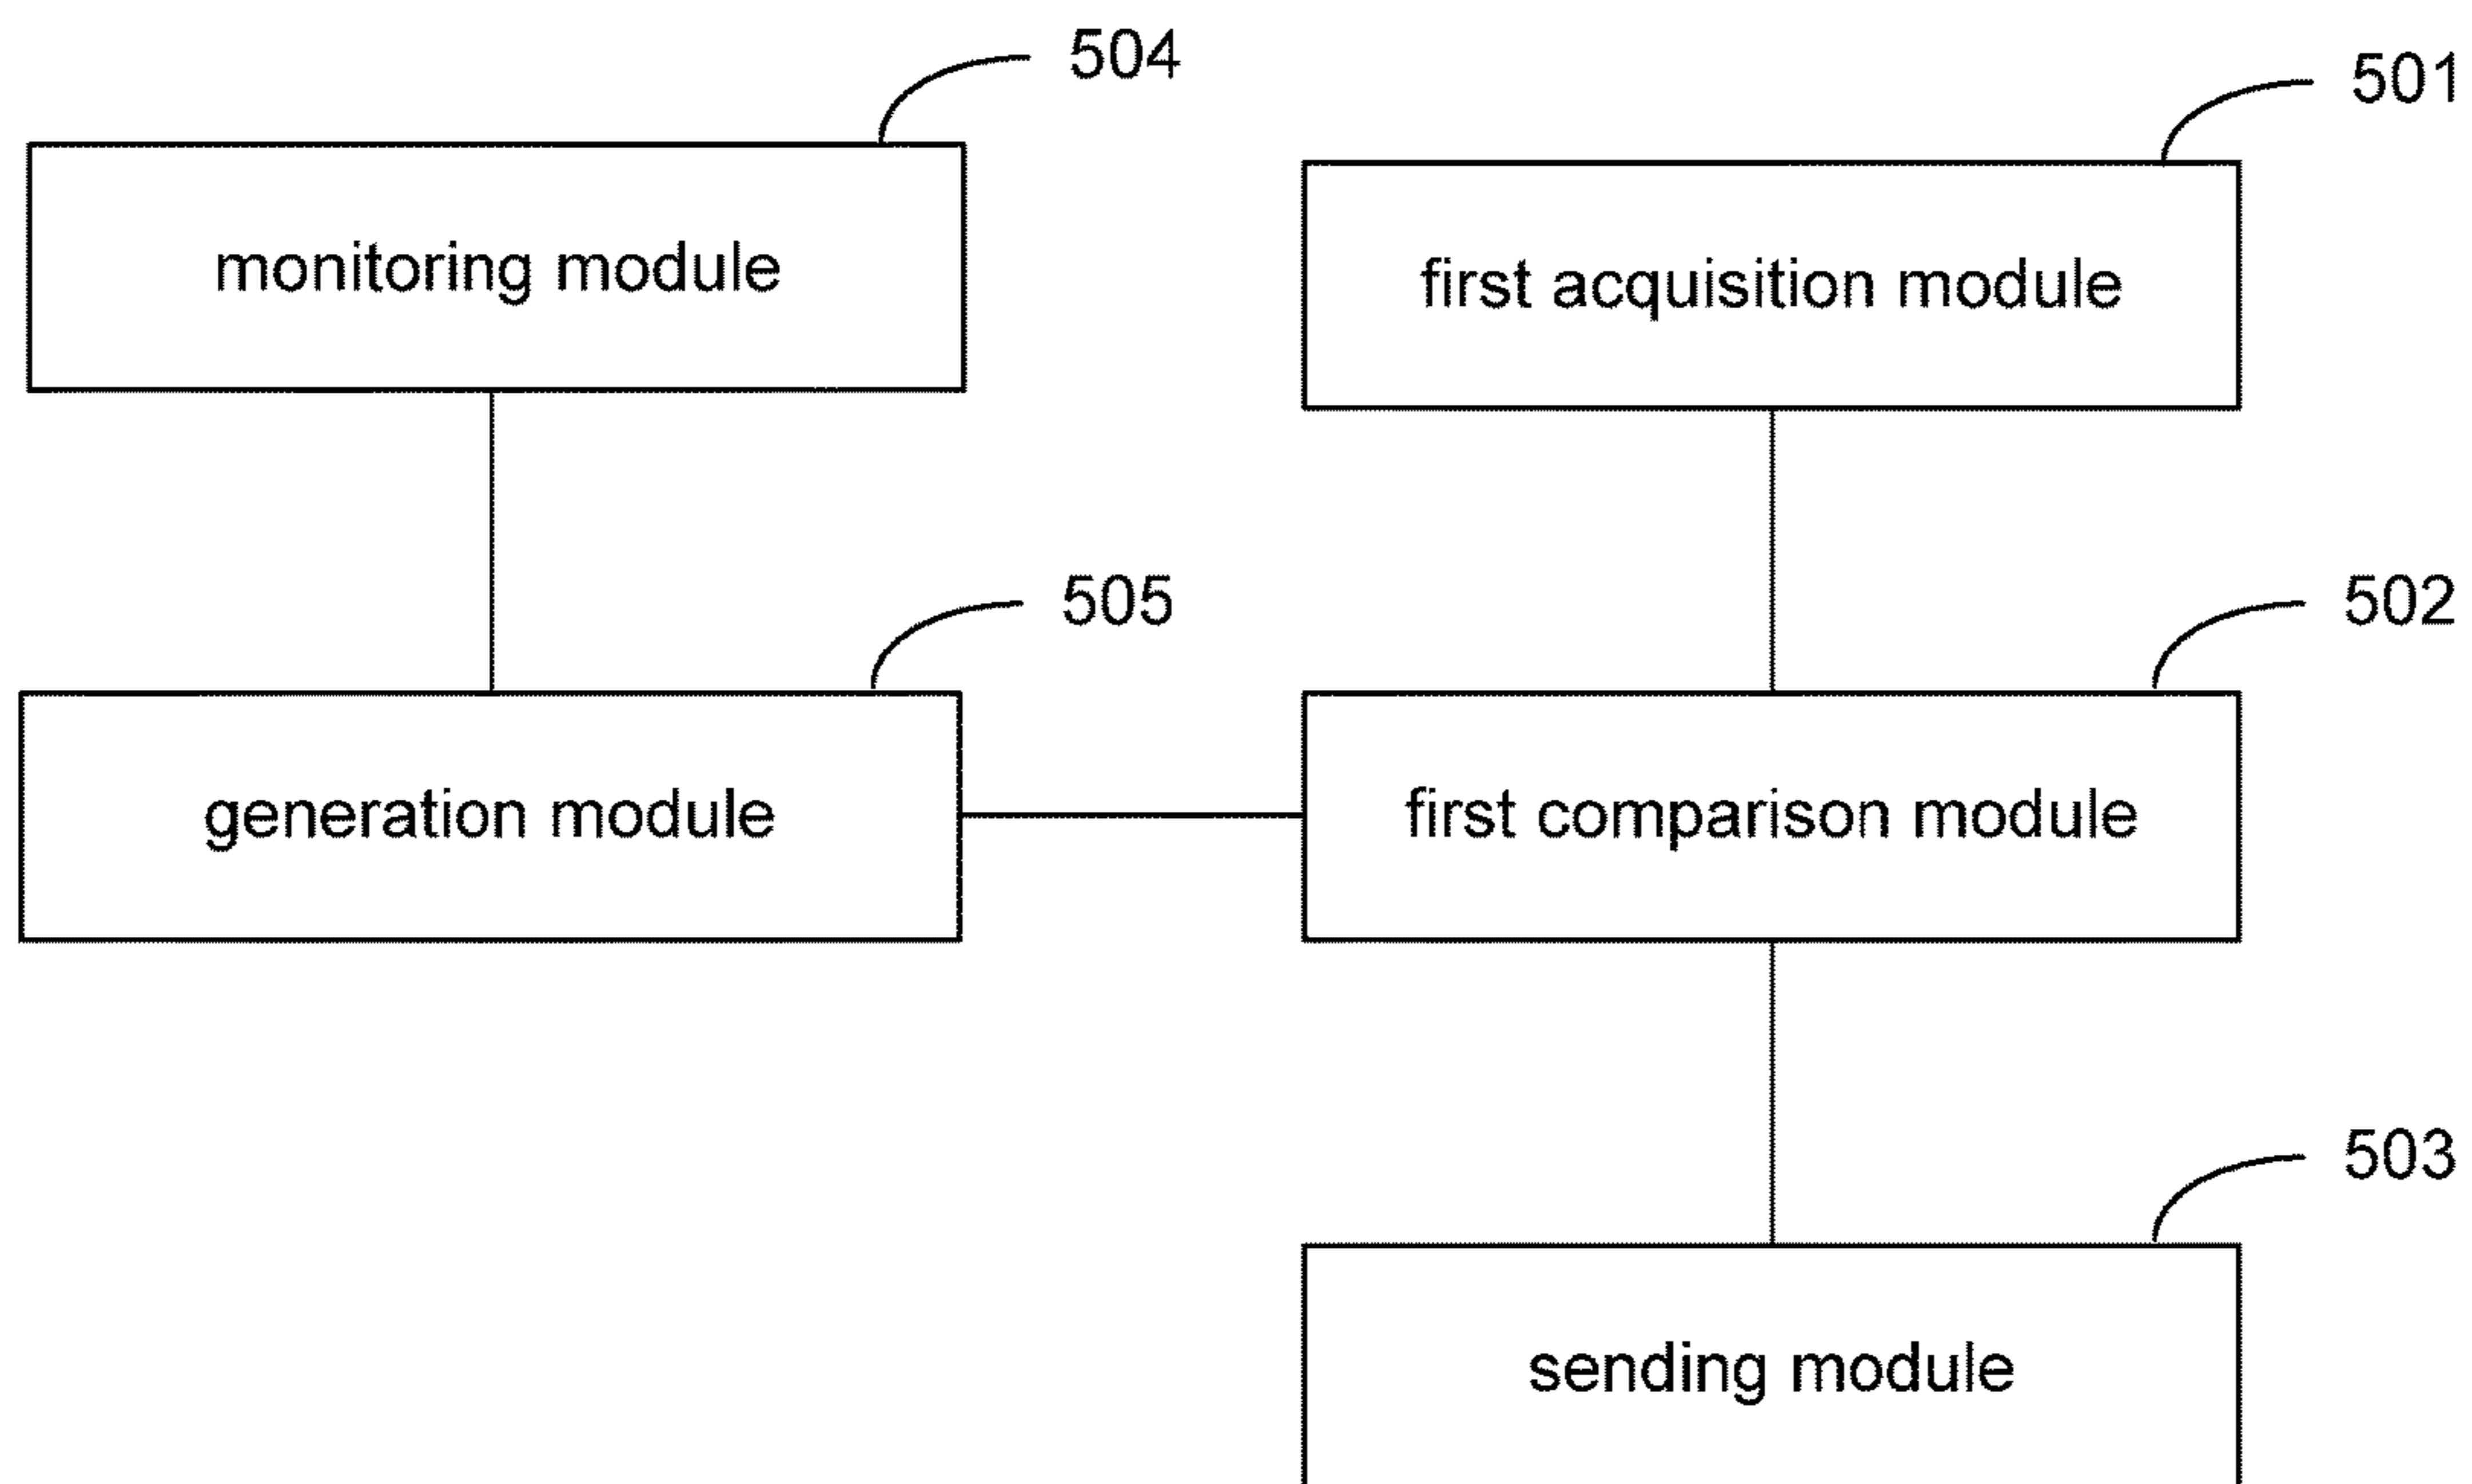 504
501
monitoring module
first acquisition module
505
502
generation module
first comparison module
503
sending module